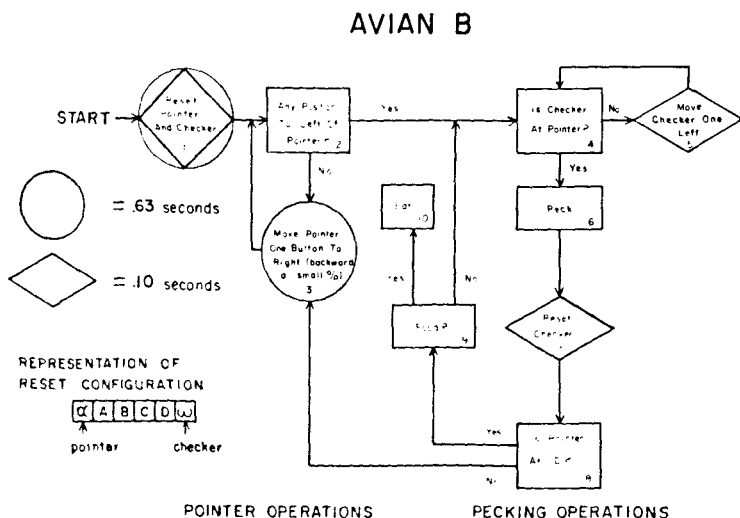 AVIAN B
START
Reset
Pointer
And Checker
1
Any Piston
To Left Of
Pointer?
2
Yes
No
Is Checker
At Pointer?
4
No
Move
Checker One
Left
5
Yes
Peck
6
Move Pointer
One Button To
Right (backward
a small %)
3
Eat
10
Yes
No
Food?
9
Reset
Checker
= .63 seconds
= .10 seconds
REPRESENTATION OF
RESET CONFIGURATION
α A B C D ω
pointer checker
Yes
No
Is Pointer
At D?
8
POINTER OPERATIONS PECKING OPERATIONS